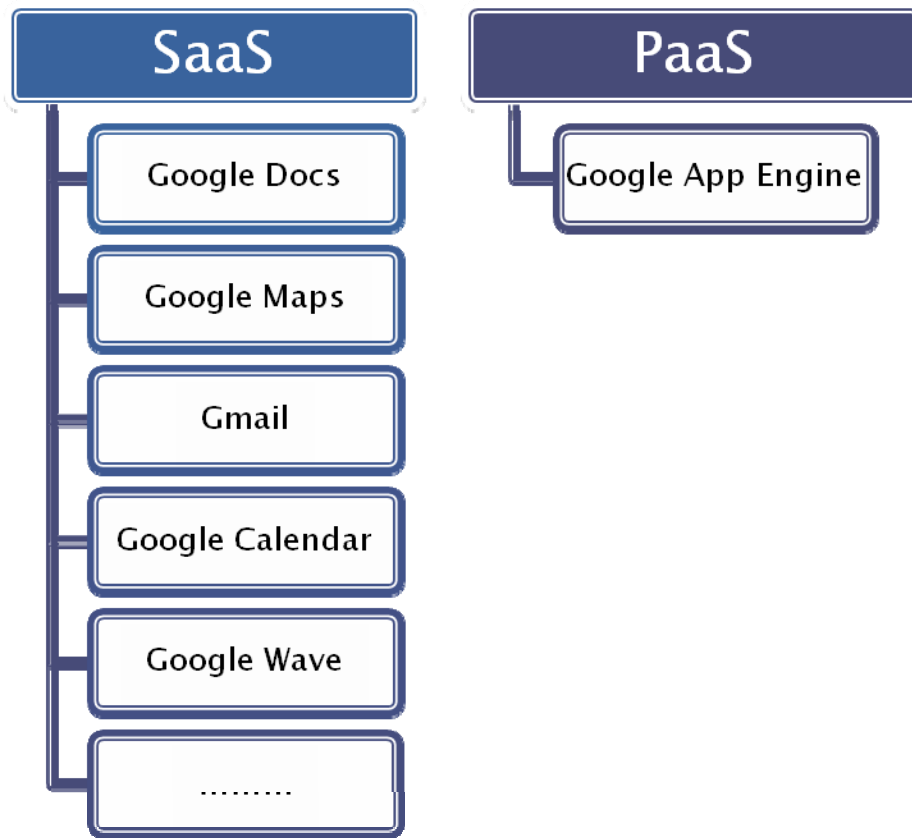 SaaS
Google Docs
Google Maps
Gmail
Google Calendar
Google Wave
.........
PaaS
Google App Engine